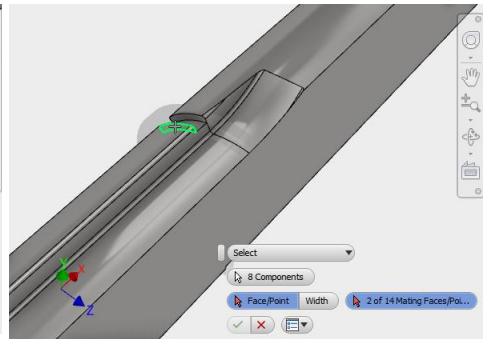 Select
8 Components
Face/Point Width 2 of 14 Mating Faces/Poi...
Y
X
Z